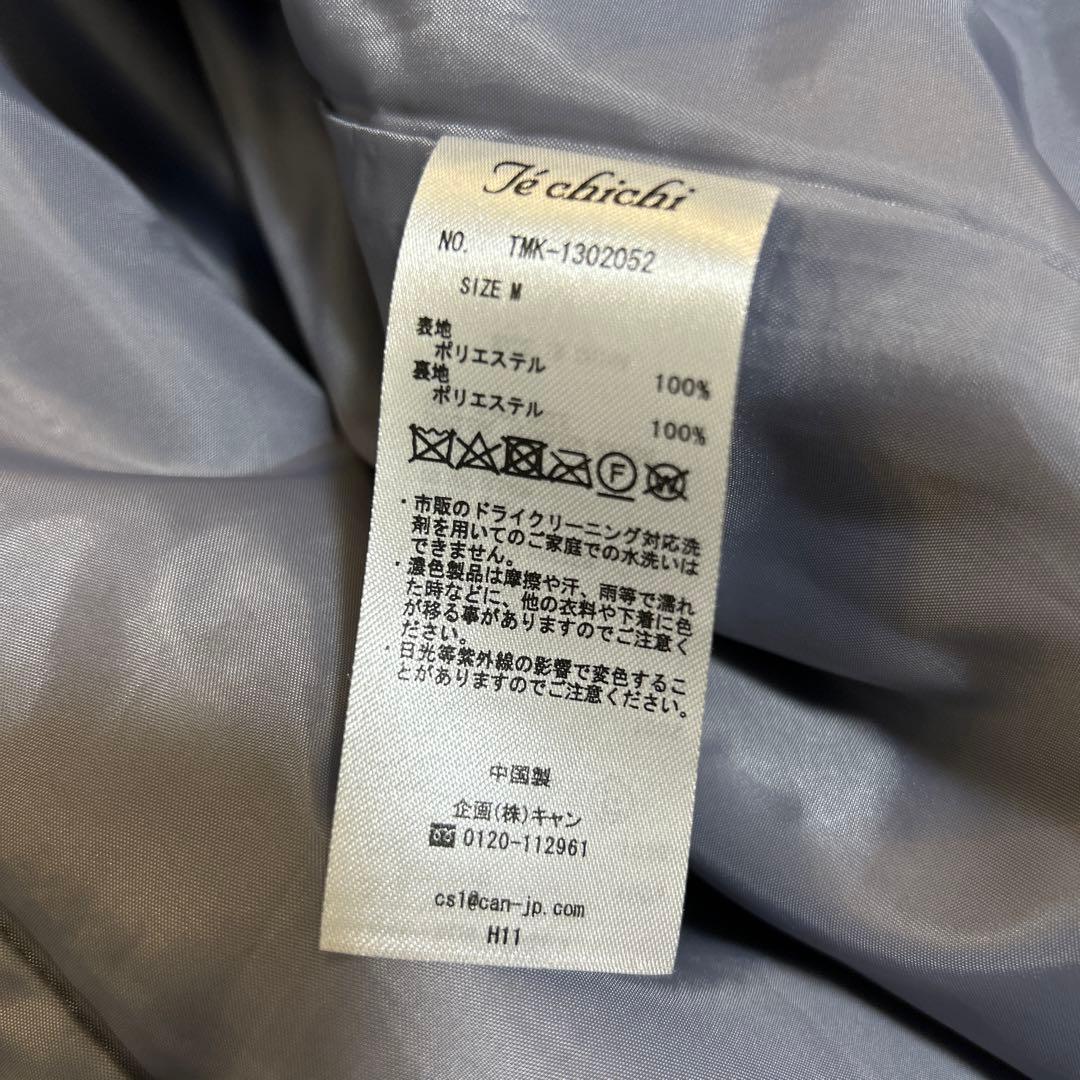 Té chichi
NO. TMK-1302052
SIZE M
表地
ポリエステル 100%
裏地
ポリエステル 100%
F W
・市販のドライクリーニング対応洗
剤を用いてのご家庭での水洗いは
できません。
・濃色製品は摩擦や汗、雨等で濡れ
た時などに、他の衣料や下着に色
が移る事がありますのでご注意く
ださい。
・日光等紫外線の影響で変色するこ
とがありますのでご注意ください。
中国製
企画(株)キャン
0120-112961
cs1@can-jp.com
H11